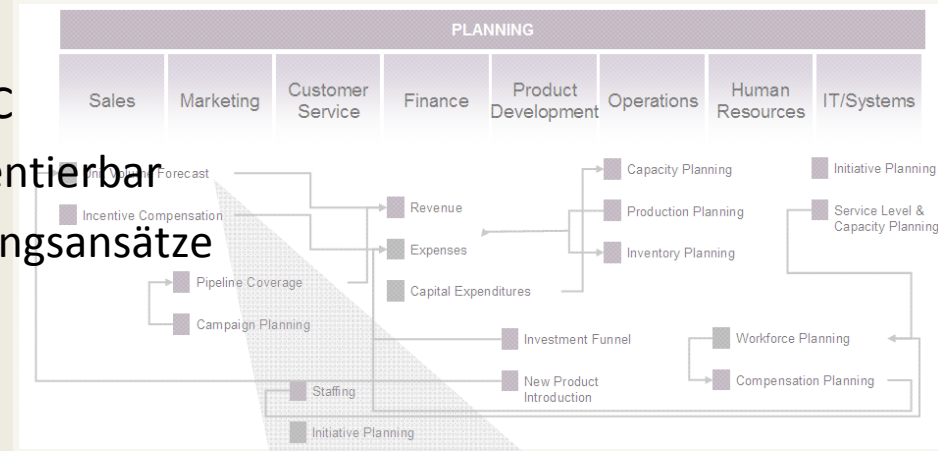 PLANNING
Sales
Marketing
Customer
Service
Finance
Product
Development
Operations
Human
Resources
IT/Systems
C
entierbar
ngsansätze
Unit Volume Forecast
Incentive Compensation
Pipeline Coverage
Campaign Planning
Staffing
Initiative Planning
Revenue
Expenses
Capital Expenditures
Investment Funnel
New Product
Introduction
Capacity Planning
Production Planning
Inventory Planning
Workforce Planning
Compensation Planning
Initiative Planning
Service Level &
Capacity Planning